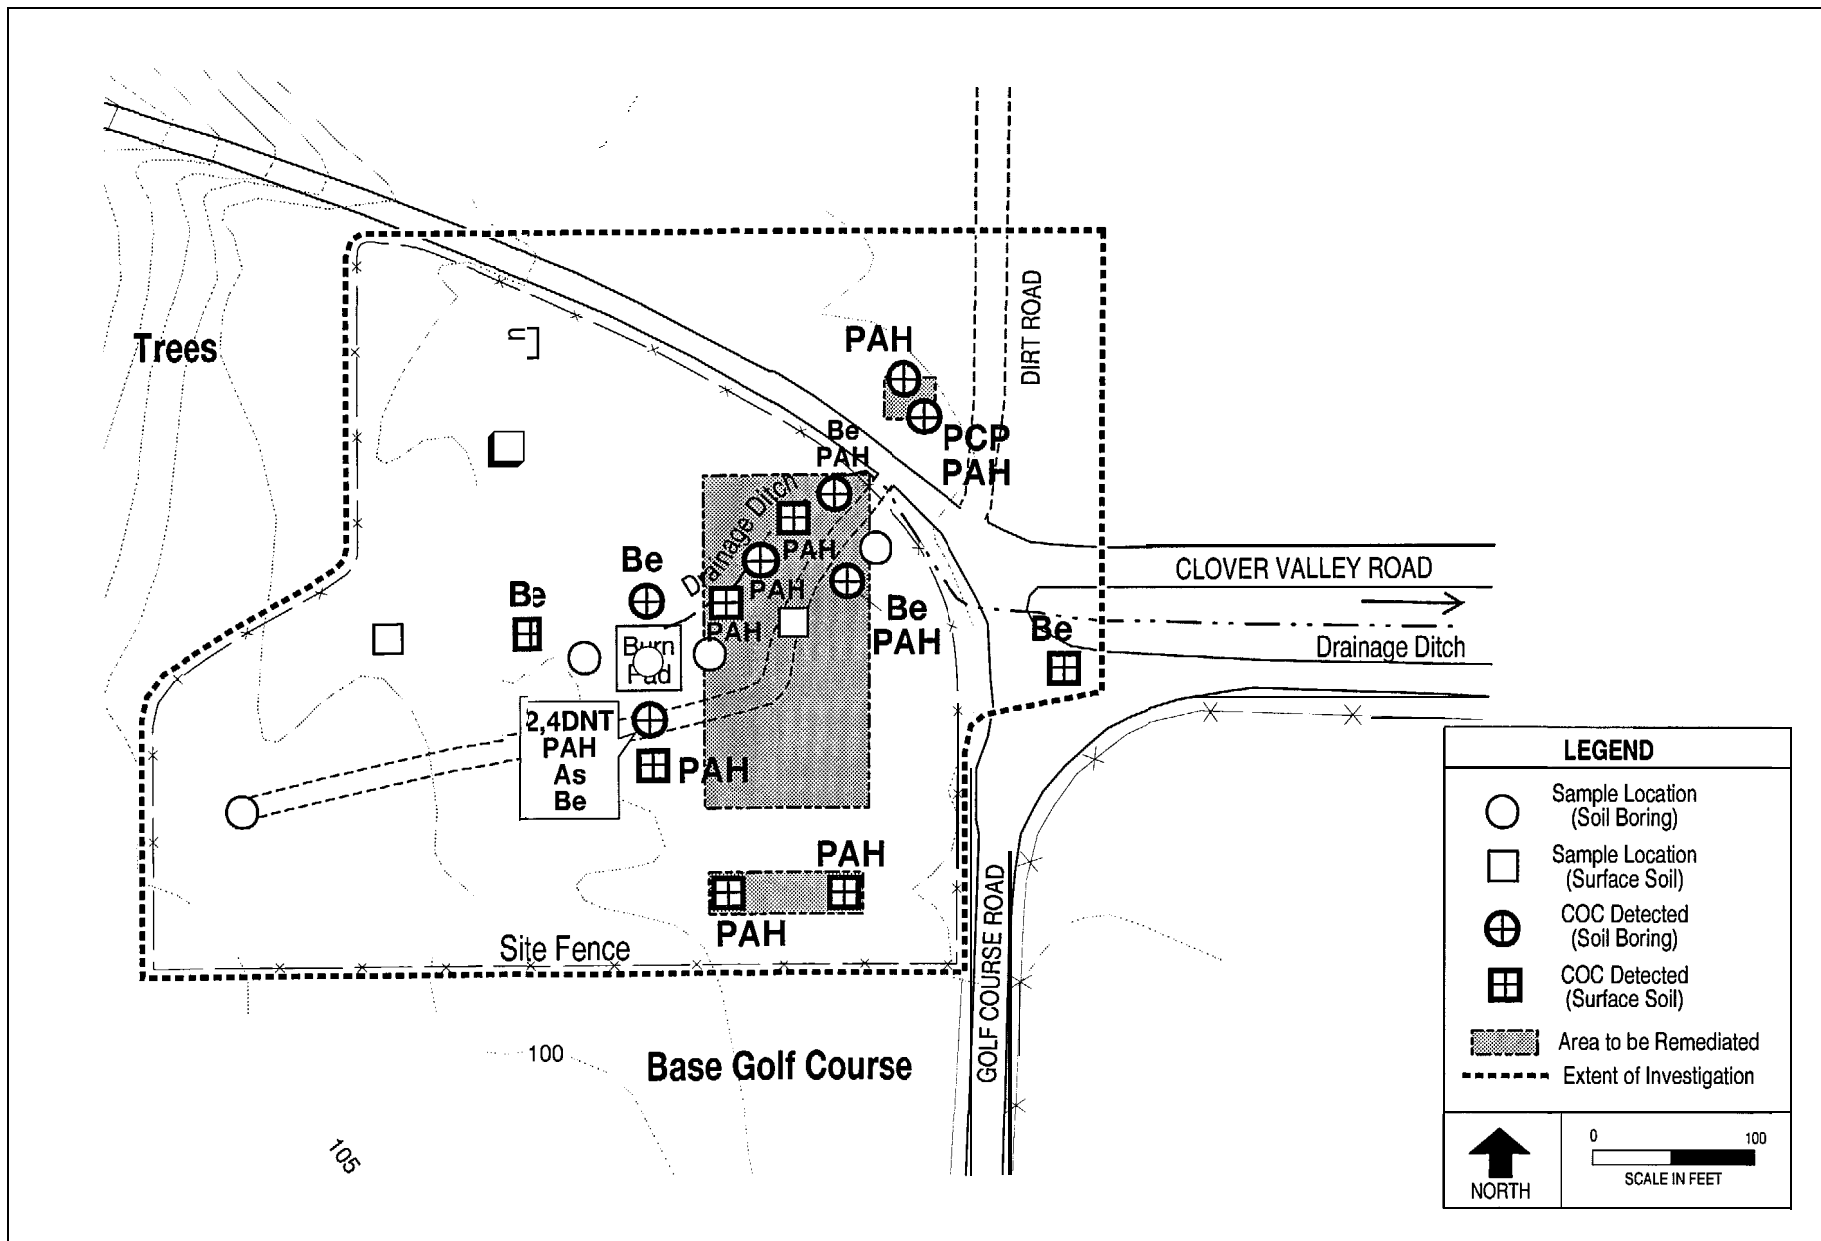 Trees
DIRT ROAD
PAH
PCP
PAH
Be
PAH
Drainage Ditch
PAH
Be
PAH
Be
PAH
Be
PAH
Burn
Pad
CLOVER VALLEY ROAD
Be
Drainage Ditch
2,4DNT
PAH
As
Be
PAH
PAH
PAH
Site Fence
GOLF COURSE ROAD
100
Base Golf Course
105
LEGEND
Sample Location
(Soil Boring)
Sample Location
(Surface Soil)
COC Detected
(Soil Boring)
COC Detected
(Surface Soil)
Area to be Remediated
Extent of Investigation
NORTH
0 100
SCALE IN FEET